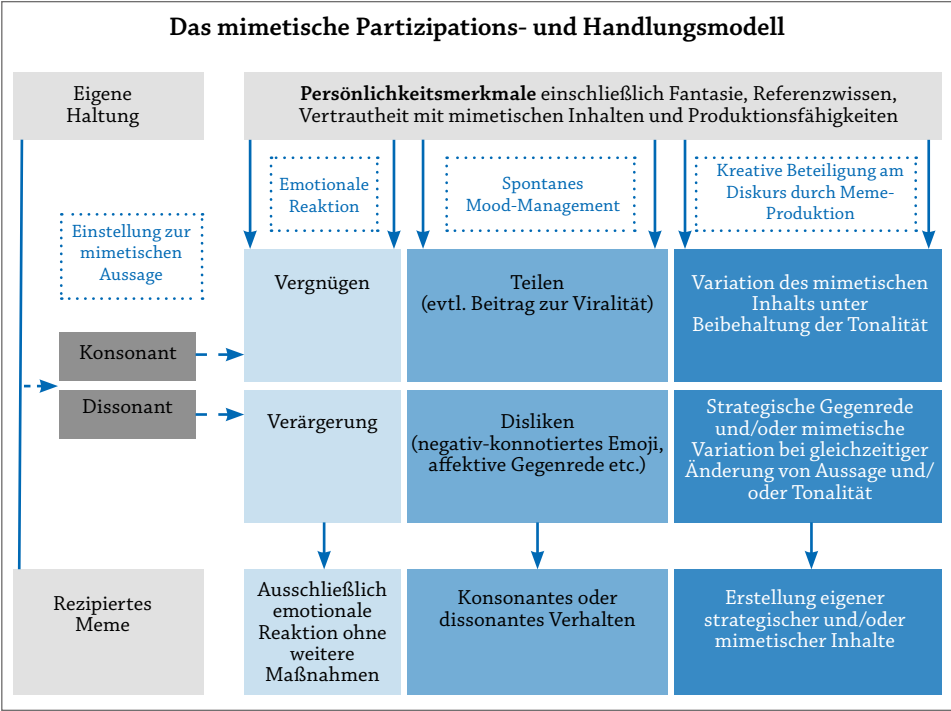 Das mimetische Partizipations- und Handlungsmodell
Eigene
Haltung
Persönlichkeitsmerkmale einschließlich Fantasie, Referenzwissen,
Vertrautheit mit mimetischen Inhalten und Produktionsfähigkeiten
Einstellung zur
mimetischen
Aussage
Emotionale
Reaktion
Spontanes
Mood-Management
Kreative Beteiligung am
Diskurs durch Meme-
Produktion
Konsonant
Vergnügen
Teilen
(evtl. Beitrag zur Viralität)
Variation des mimetischen
Inhalts unter
Beibehaltung der Tonalität
Dissonant
Verärgerung
Disliken
(negativ-konnotiertes Emoji,
affektive Gegenrede etc.)
Strategische Gegenrede
und/oder mimetische
Variation bei gleichzeitiger
Änderung von Aussage und/
oder Tonalität
Rezipiertes
Meme
Ausschließlich
emotionale
Reaktion ohne
weitere
Maßnahmen
Konsonantes oder
dissonantes Verhalten
Erstellung eigener
strategischer und/oder
mimetischer Inhalte